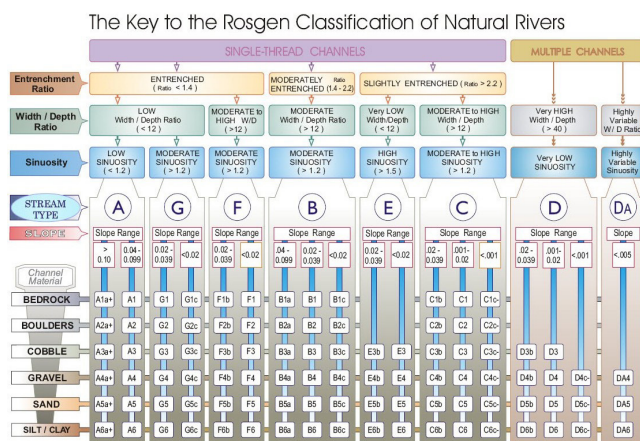 The Key to the Rosgen Classification of Natural Rivers
SINGLE-THREAD CHANNELS
MULTIPLE CHANNELS
Entrenchment Ratio
ENTRENCHED
( Ratio < 1.4 )
MODERATELY Ratio
ENTRENCHED (1.4 - 2.2)
SLIGHTLY ENTRENCHED ( Ratio > 2.2 )
Width / Depth Ratio
LOW
Width / Depth Ratio
( < 12 )
MODERATE to
HIGH W/D
( >12 )
MODERATE
Width / Depth
( > 12 )
Very LOW
Width/Depth
( < 12 )
MODERATE to HIGH
Width / Depth
( > 12 )
Very HIGH
Width / Depth
( > 40 )
Highly
Variable
W / D Ratio
Sinuosity
LOW
SINUOSITY
( < 1.2 )
MODERATE
SINUOSITY
( > 1.2 )
MODERATE
SINUOSITY
( > 1.2 )
MODERATE
SINUOSITY
( > 1.2 )
HIGH
SINUOSITY
( > 1.5 )
MODERATE to HIGH
SINUOSITY
( > 1.2 )
Very LOW SINUOSITY
Highly
Variable
Sinuosity
STREAM TYPE A G F B E C D DA
SLOPE Slope Range Slope Range Slope Range Slope Range Slope Range Slope Range Slope Range Slope
> 0.10 0.04-.099 0.02-.039 <0.02 0.02-.039 <0.02 .04-.099 0.02-.039 <0.02 0.02-.039 <0.02 .02-.039 .001-.02 <.001 .02-.039 .001-.02 <.001 <.005
Channel Material
BEDROCK A1a+ A1 G1 G1c F1b F1 B1a B1 B1c C1b C1 C1c-
BOULDERS A2a+ A2 G2 G2c F2b F2 B2a B2 B2c C2b C2 C2c-
COBBLE A3a+ A3 G3 G3c F3b F3 B3a B3 B3c E3b E3 C3b C3 C3c- D3b D3
GRAVEL A4a+ A4 G4 G4c F4b F4 B4a B4 B4c E4b E4 C4b C4 C4c- D4b D4 D4c- DA4
SAND A5a+ A5 G5 G5c F5b F5 B5a B5 B5c E5b E5 C5b C5 C5c- D5b D5 D5c- DA5
SILT / CLAY A6a+ A6 G6 G6c F6b F6 B6a B6 B6c E6b E6 C6b C6 C6c- D6b D6 D6c- DA6